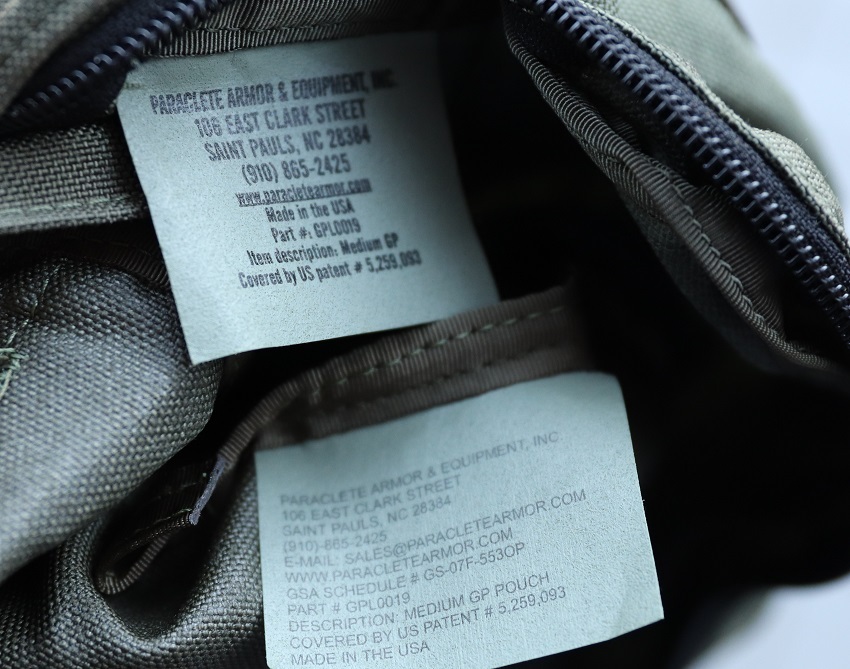 PARACLETE ARMOR & EQUIPMENT, INC.
106 EAST CLARK STREET
SAINT PAULS, NC 28384
(910) 865-2425
www.paracletearmor.com
Made in the USA
Part #: GPL0019
Item description: Medium GP
Covered by US patent # 5,259,093
PARACLETE ARMOR & EQUIPMENT, INC
106 EAST CLARK STREET
SAINT PAULS, NC 28384
(910)-865-2425
E-MAIL: SALES@PARACLETEARMOR.COM
WWW.PARACLETEARMOR.COM
GSA SCHEDULE # GS-07F-553OP
PART # GPL0019
DESCRIPTION: MEDIUM GP POUCH
COVERED BY US PATENT # 5,259,093
MADE IN THE USA